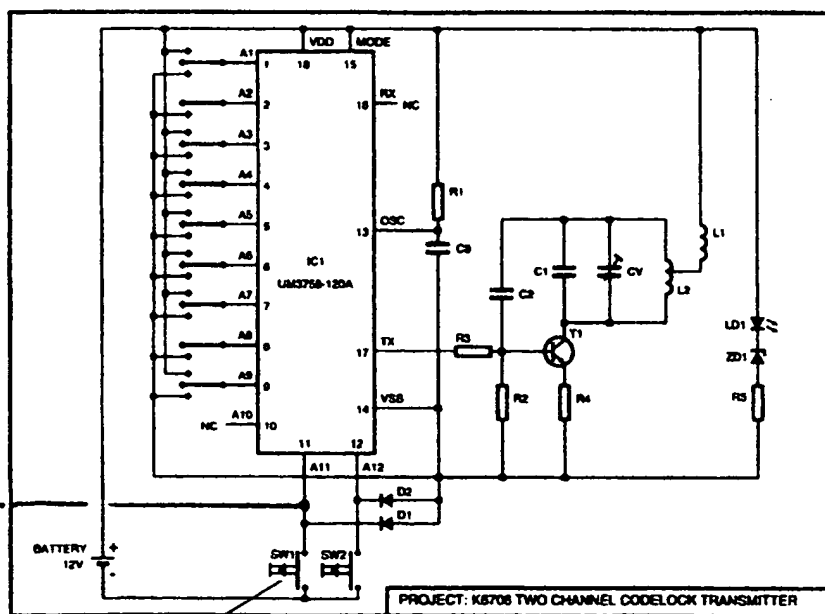 VDD MODE
A1
1 18 15
A2
2
RX
16 NC
A3
3
A4
4
R1
A5
5
OSC
13
L1
A6
6
IC1
UM3758-120A
C1
CV
L2
C2
A7
7
LD1
A8
8
TX
17
R3
T1
ZD1
A9
9
R2
R4
R5
VSS
14
NC A10
10
11 12
A11 A12
D2
D1
BATTERY
12V
+
-
SW1 SW2
PROJECT: K6706 TWO CHANNEL CODELOCK TRANSMITTER